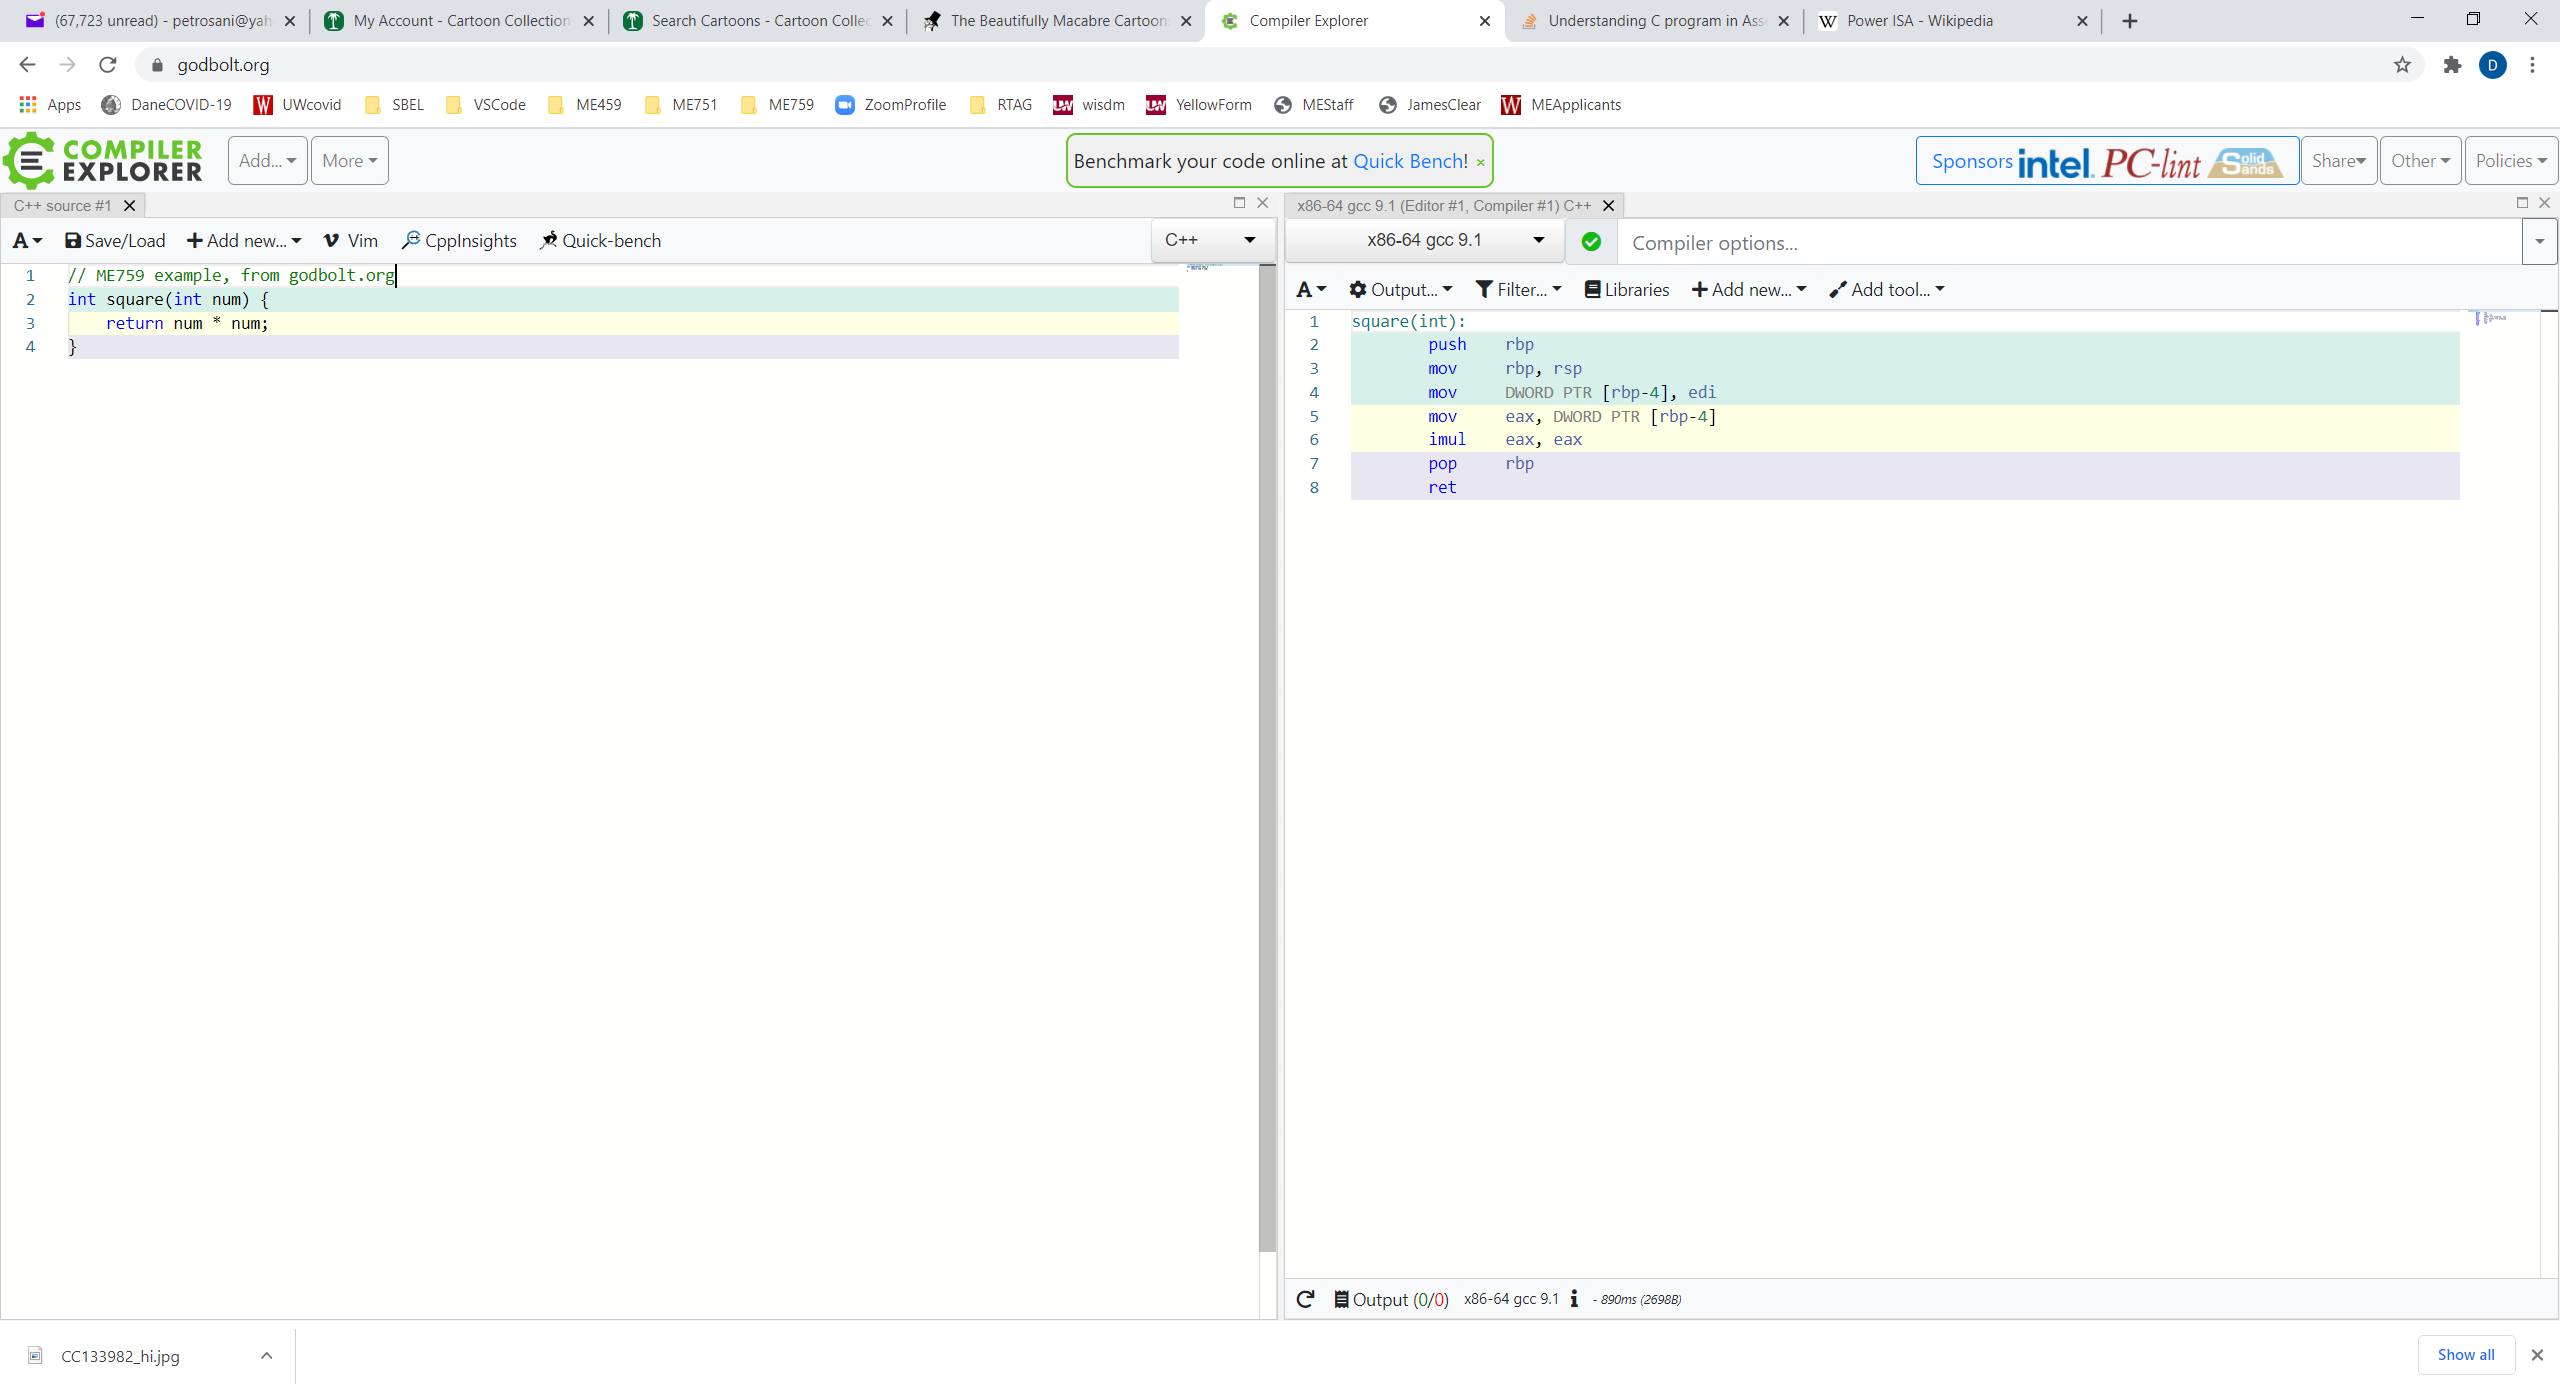 (67,723 unread) - petrosani@yah
My Account - Cartoon Collection
Search Cartoons - Cartoon Collec
The Beautifully Macabre Cartoon
Compiler Explorer
Understanding C program in Ass
Power ISA - Wikipedia
godbolt.org
D
Apps DaneCOVID-19 UWcovid SBEL VSCode ME459 ME751 ME759 ZoomProfile RTAG wisdm YellowForm MEStaff JamesClear MEApplicants
COMPILER
EXPLORER
Add... More
Benchmark your code online at Quick Bench! ×
Sponsors intel. PC-lint Solid Sands
Share Other Policies
C++ source #1
A Save/Load + Add new... Vim CppInsights Quick-bench
C++
1 // ME759 example, from godbolt.org
2 int square(int num) {
3 return num * num;
4 }
x86-64 gcc 9.1 (Editor #1, Compiler #1) C++
x86-64 gcc 9.1
Compiler options...
A Output... Filter... Libraries + Add new... Add tool...
1 square(int):
2 push rbp
3 mov rbp, rsp
4 mov DWORD PTR [rbp-4], edi
5 mov eax, DWORD PTR [rbp-4]
6 imul eax, eax
7 pop rbp
8 ret
Output (0/0) x86-64 gcc 9.1 i - 890ms (2698B)
CC133982_hi.jpg
Show all